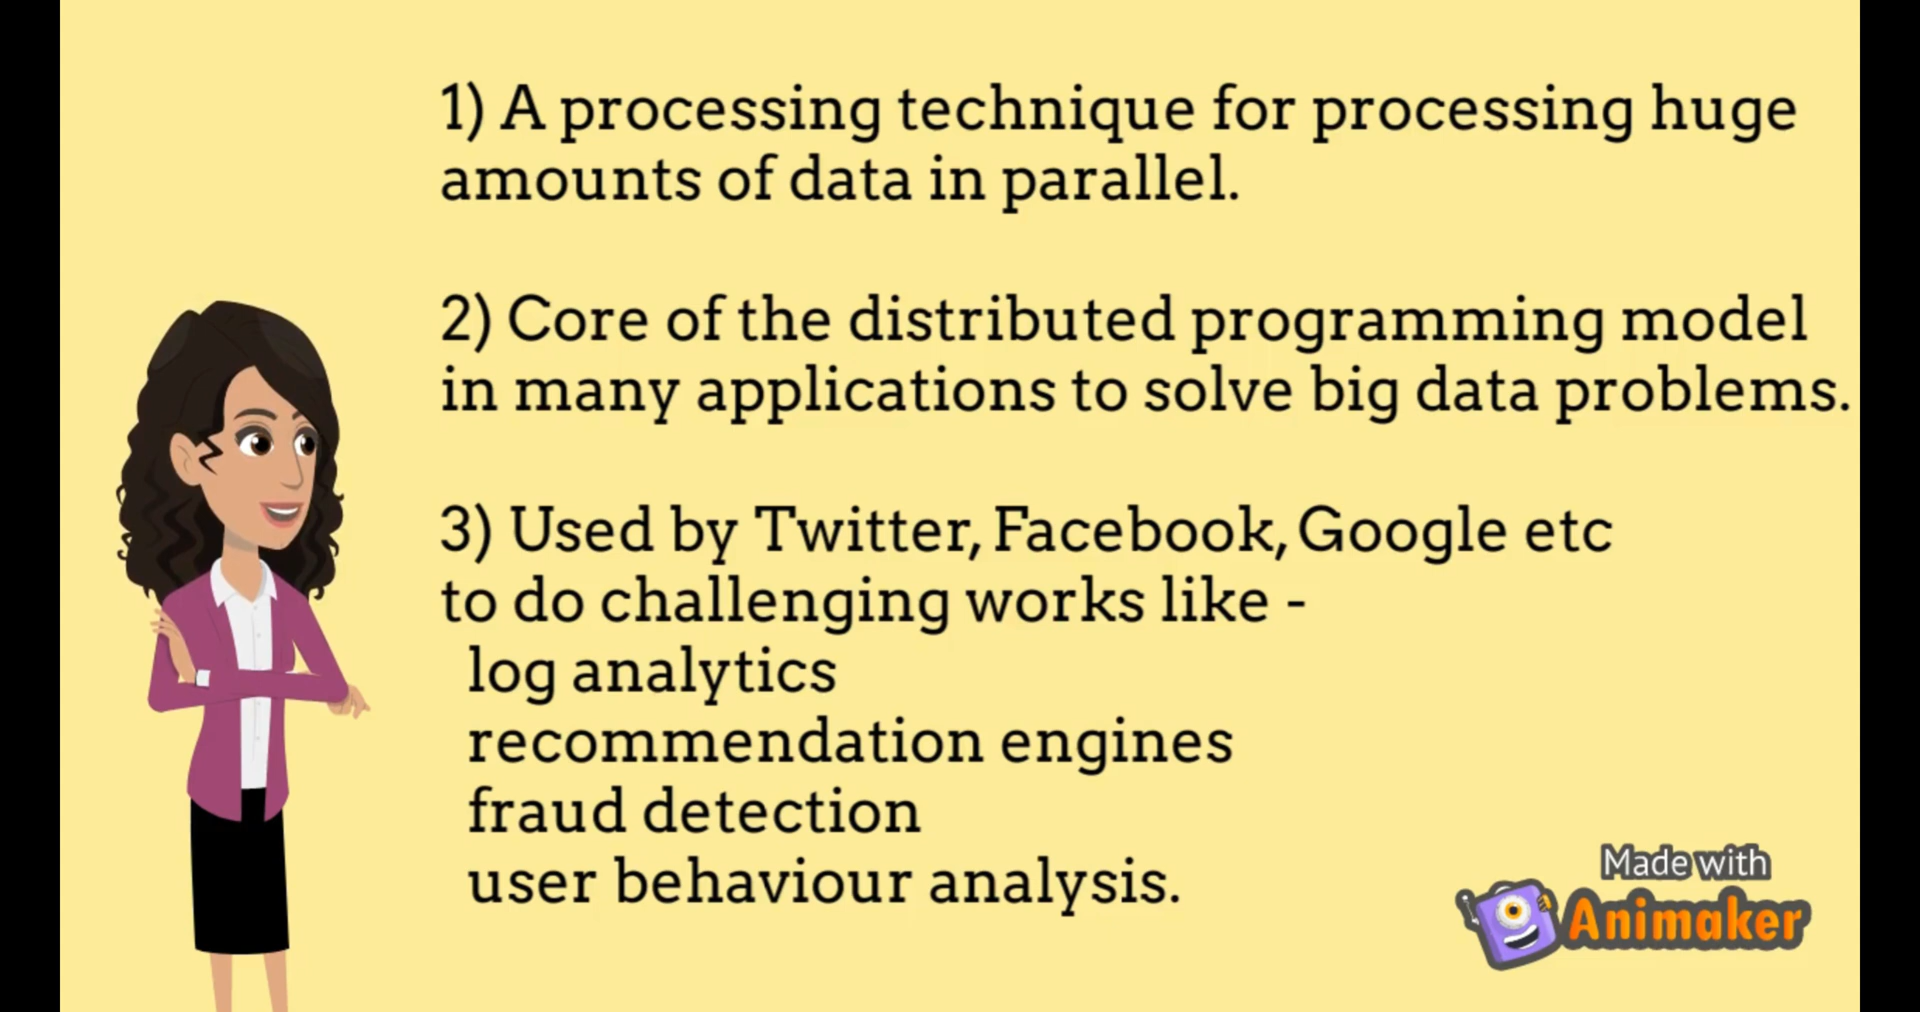 1) A processing technique for processing huge
amounts of data in parallel.
2) Core of the distributed programming model
in many applications to solve big data problems.
3) Used by Twitter, Facebook, Google etc
to do challenging works like -
log analytics
recommendation engines
fraud detection
user behaviour analysis.
Made with
Animaker